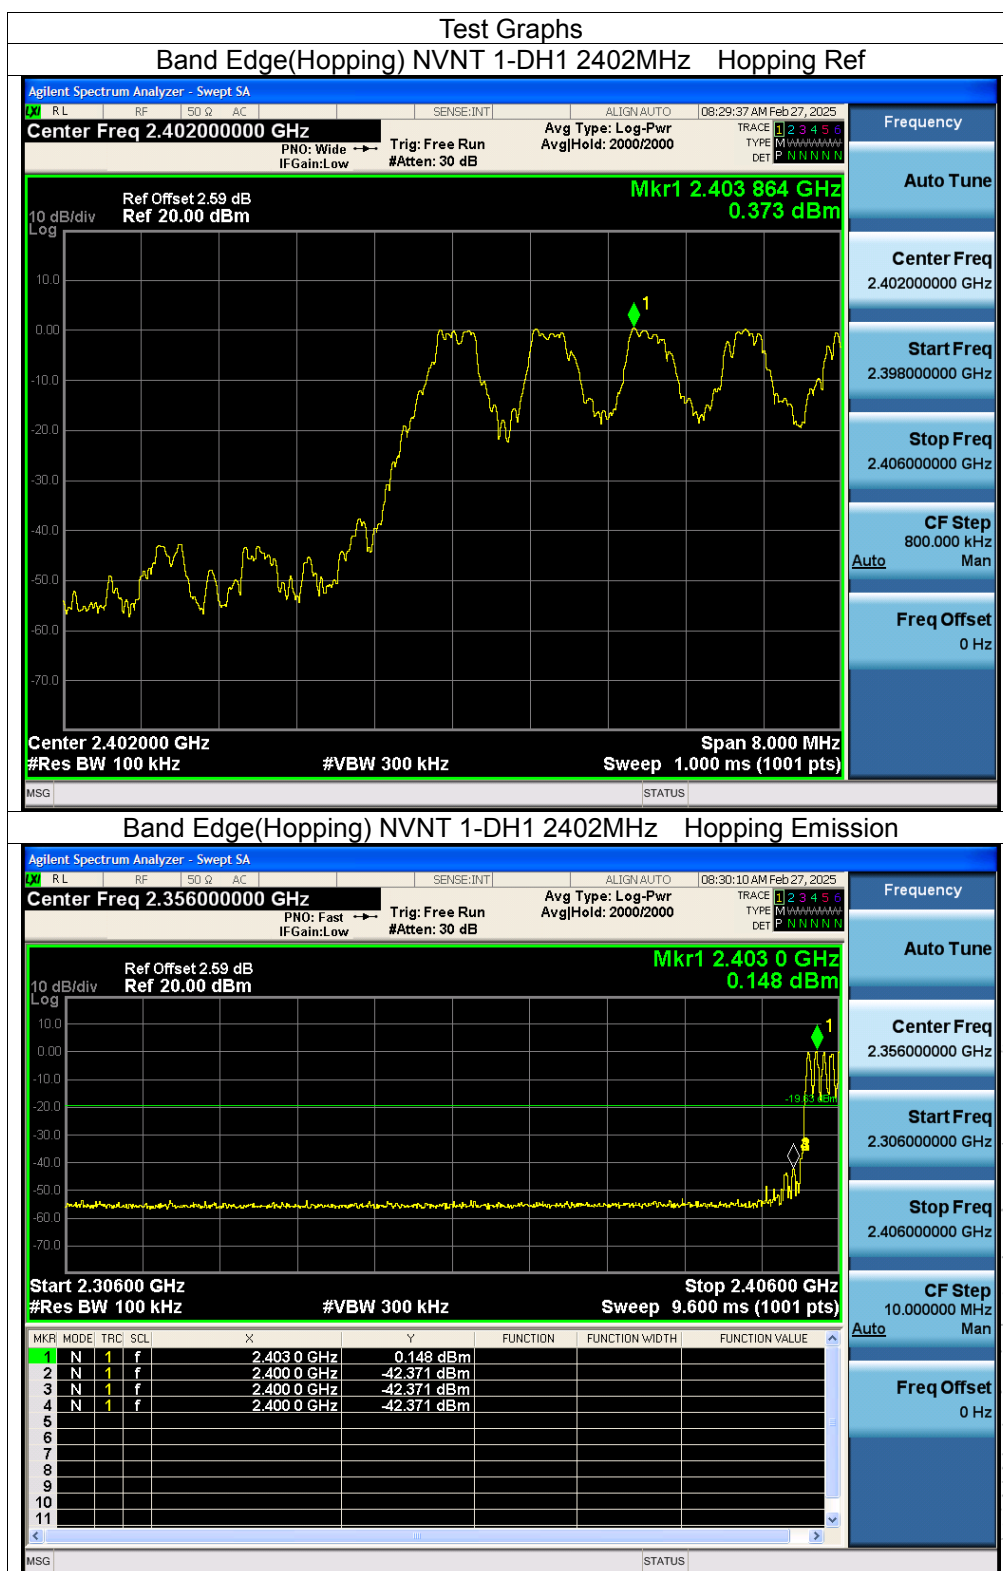 Test Graphs
Band Edge(Hopping) NVNT 1-DH1 2402MHz Hopping Ref
Agilent Spectrum Analyzer - Swept SA
LXI RL RF 50 Ω AC SENSE:INT ALIGN AUTO 08:29:37 AM Feb 27, 2025
Center Freq 2.402000000 GHz Avg Type: Log-Pwr TRACE 1 2 3 4 5 6
PNO: Wide Trig: Free Run Avg|Hold: 2000/2000 TYPE M WWWWW
IFGain:Low #Atten: 30 dB DET P N N N N N
Frequency
Auto Tune
Center Freq
2.402000000 GHz
Start Freq
2.398000000 GHz
Stop Freq
2.406000000 GHz
CF Step
800.000 kHz
Auto Man
Freq Offset
0 Hz
Mkr1 2.403 864 GHz
0.373 dBm
Ref Offset 2.59 dB
10 dB/div Ref 20.00 dBm
Log
1
10.0
0.00
-10.0
-20.0
-30.0
-40.0
-50.0
-60.0
-70.0
Center 2.402000 GHz Span 8.000 MHz
#Res BW 100 kHz #VBW 300 kHz Sweep 1.000 ms (1001 pts)
MSG STATUS
Band Edge(Hopping) NVNT 1-DH1 2402MHz Hopping Emission
Agilent Spectrum Analyzer - Swept SA
LXI RL RF 50 Ω AC SENSE:INT ALIGN AUTO 08:30:10 AM Feb 27, 2025
Center Freq 2.356000000 GHz Avg Type: Log-Pwr TRACE 1 2 3 4 5 6
PNO: Fast Trig: Free Run Avg|Hold: 2000/2000 TYPE M WWWWW
IFGain:Low #Atten: 30 dB DET P N N N N N
Frequency
Auto Tune
Center Freq
2.356000000 GHz
Start Freq
2.306000000 GHz
Stop Freq
2.406000000 GHz
CF Step
10.000000 MHz
Auto Man
Freq Offset
0 Hz
Mkr1 2.403 0 GHz
0.148 dBm
Ref Offset 2.59 dB
10 dB/div Ref 20.00 dBm
Log
1
10.0
0.00
-10.0
-19.63 dBm
-20.0
-30.0
-40.0
-50.0
-60.0
-70.0
Start 2.30600 GHz Stop 2.40600 GHz
#Res BW 100 kHz #VBW 300 kHz Sweep 9.600 ms (1001 pts)
MKR MODE TRC SCL X Y FUNCTION FUNCTION WIDTH FUNCTION VALUE
1 N 1 f 2.403 0 GHz 0.148 dBm
2 N 1 f 2.400 0 GHz -42.371 dBm
3 N 1 f 2.400 0 GHz -42.371 dBm
4 N 1 f 2.400 0 GHz -42.371 dBm
5
6
7
8
9
10
11
MSG STATUS